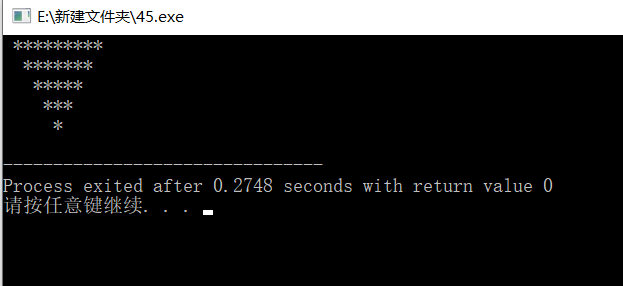 E:\新建文件夹\45.exe
 *********
  *******
   *****
    ***
     *
--------------------------------
Process exited after 0.2748 seconds with return value 0
请按任意键继续. . .